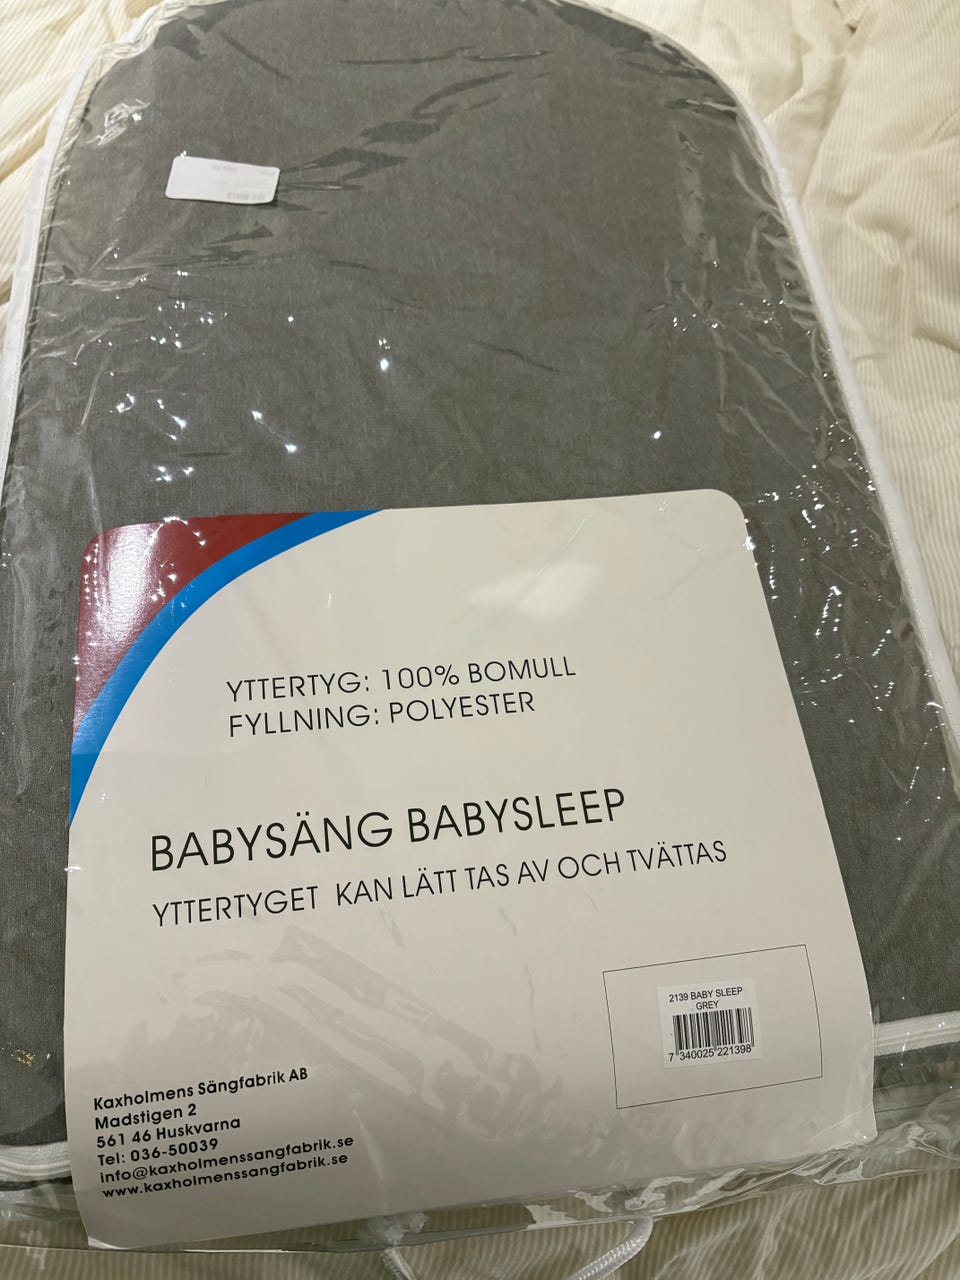 YTTERTYG: 100% BOMULL
FYLLNING: POLYESTER
BABYSÄNG BABYSLEEP
YTTERTYGET KAN LÄTT TAS AV OCH TVÄTTAS
2139 BABY SLEEP
GREY
7 340025 221398
Kaxholmens Sängfabrik AB
Madstigen 2
561 46 Huskvarna
Tel: 036-50039
info@kaxholmenssangfabrik.se
www.kaxholmenssangfabrik.se